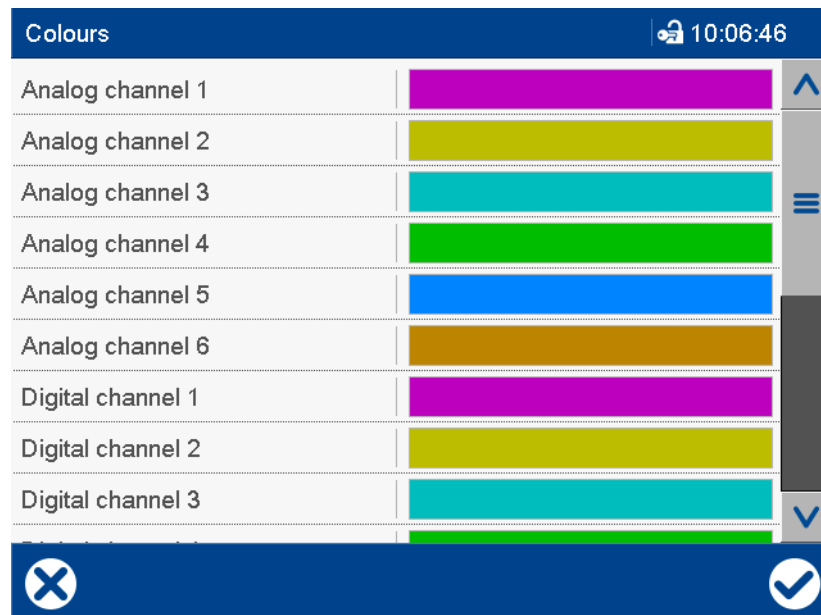 Colours
10:06:46
Analog channel 1
Analog channel 2
Analog channel 3
Analog channel 4
Analog channel 5
Analog channel 6
Digital channel 1
Digital channel 2
Digital channel 3